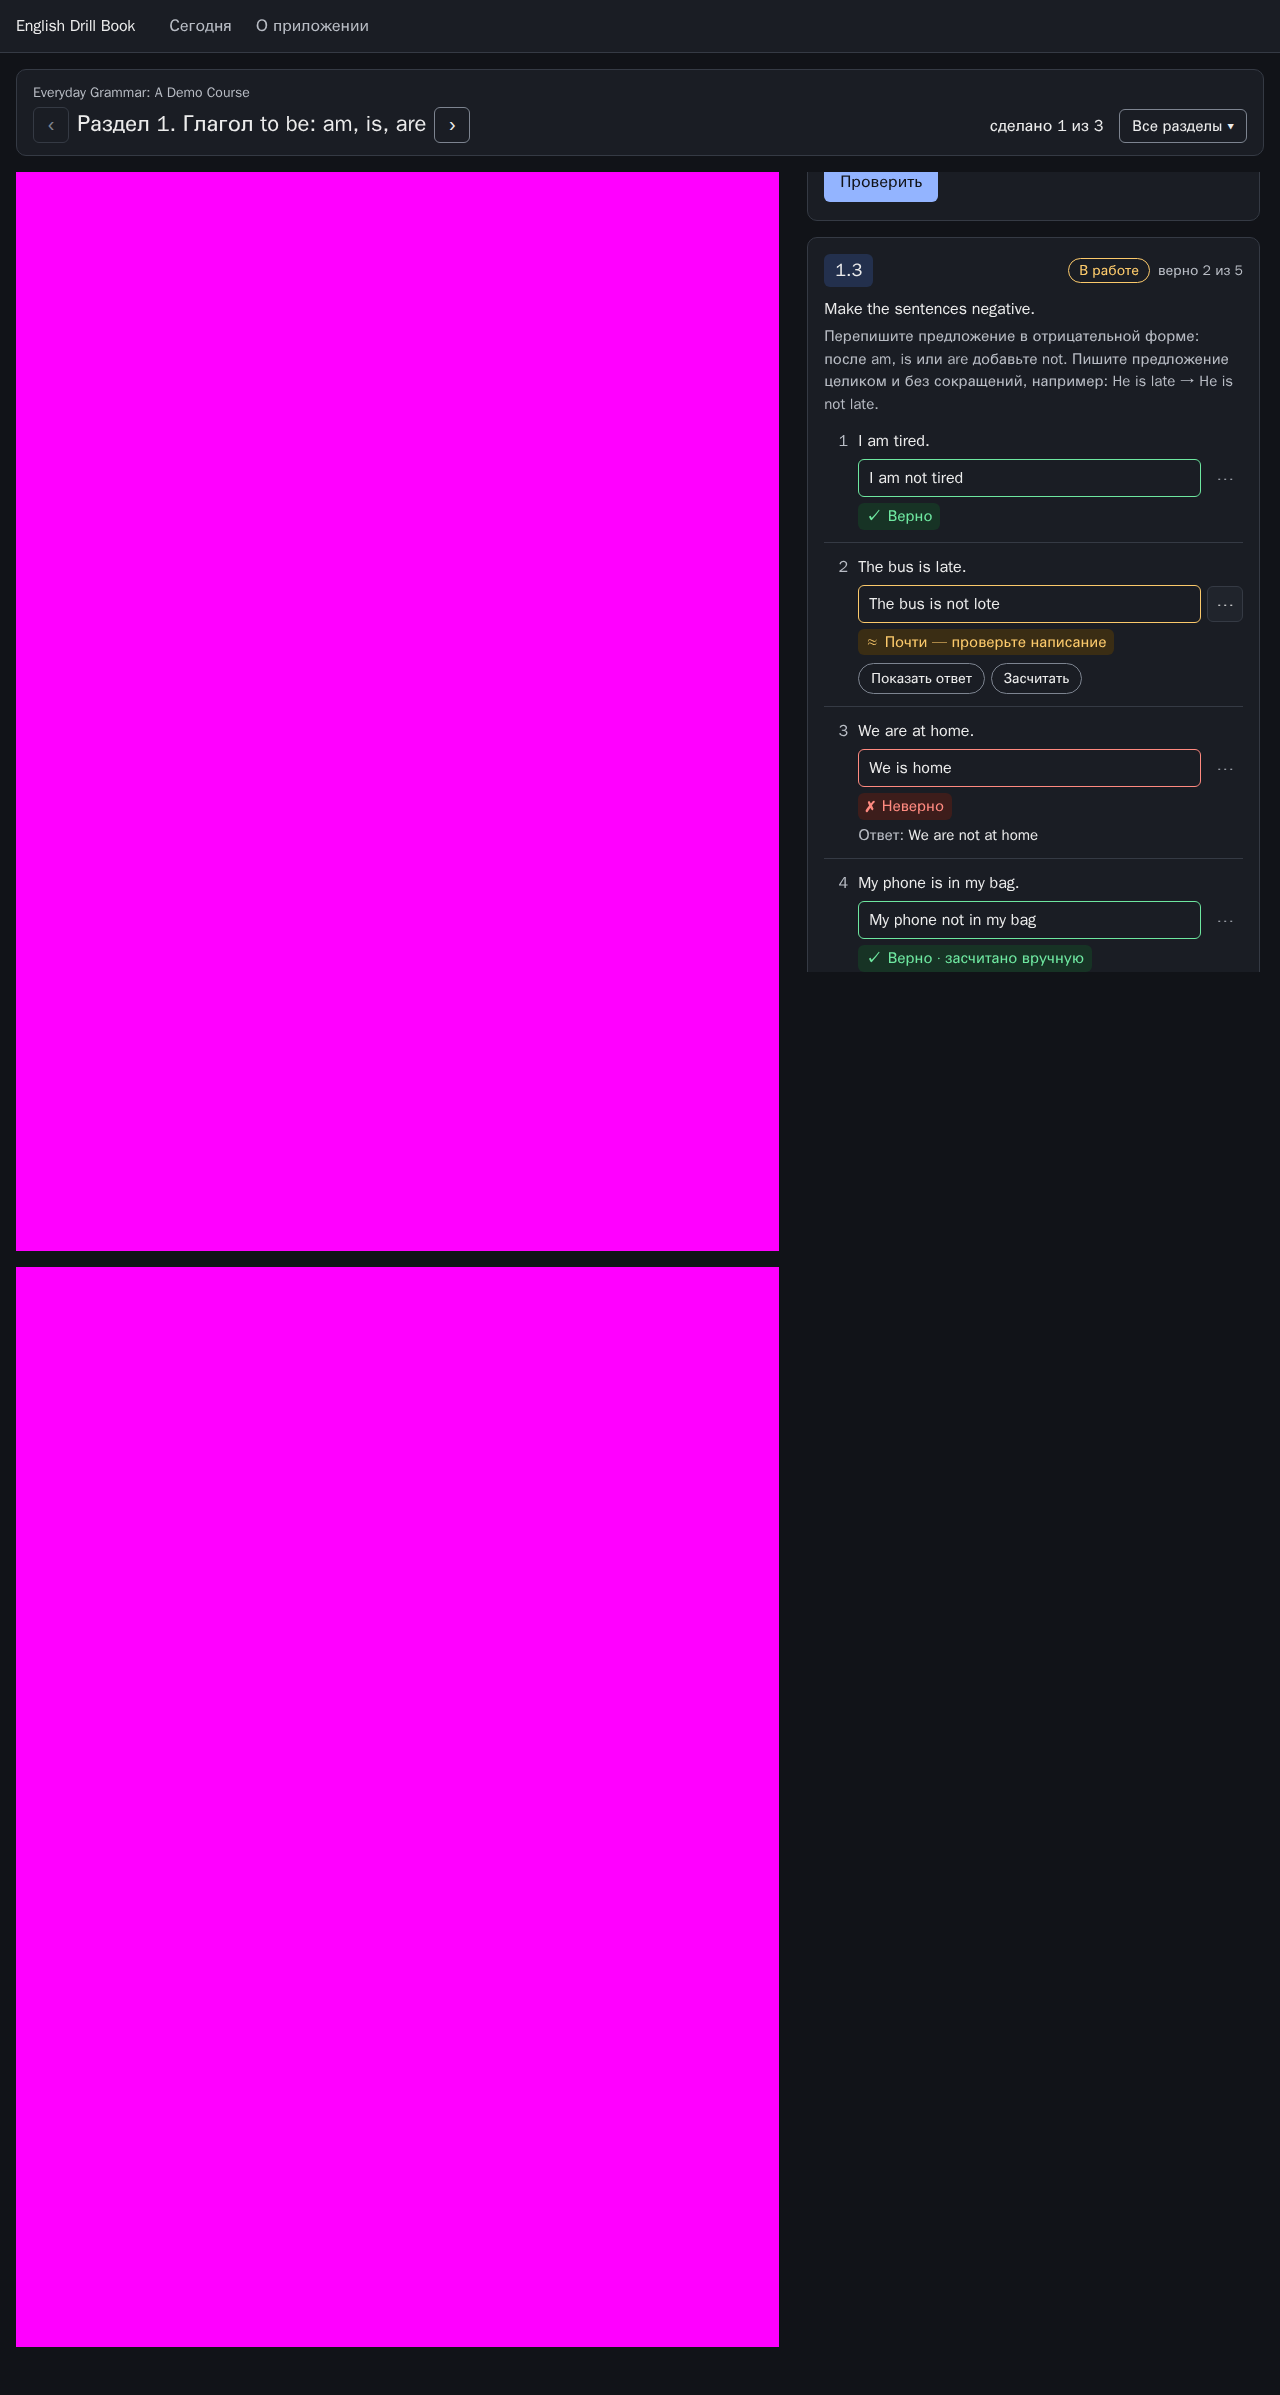 English Drill Book
Сегодня
О приложении
Everyday Grammar: A Demo Course
‹ Раздел 1. Глагол to be: am, is, are ›
сделано 1 из 3
Все разделы ▾
Проверить
1.3
В работе
верно 2 из 5
Make the sentences negative.
Перепишите предложение в отрицательной форме:
после am, is или are добавьте not. Пишите предложение
целиком и без сокращений, например: He is late → He is
not late.
1 I am tired.
I am not tired
…
✓ Верно
2 The bus is late.
The bus is not lote
…
≈ Почти — проверьте написание
Показать ответ
Засчитать
3 We are at home.
We is home
…
✗ Неверно
Ответ: We are not at home
4 My phone is in my bag.
My phone not in my bag
…
✓ Верно · засчитано вручную